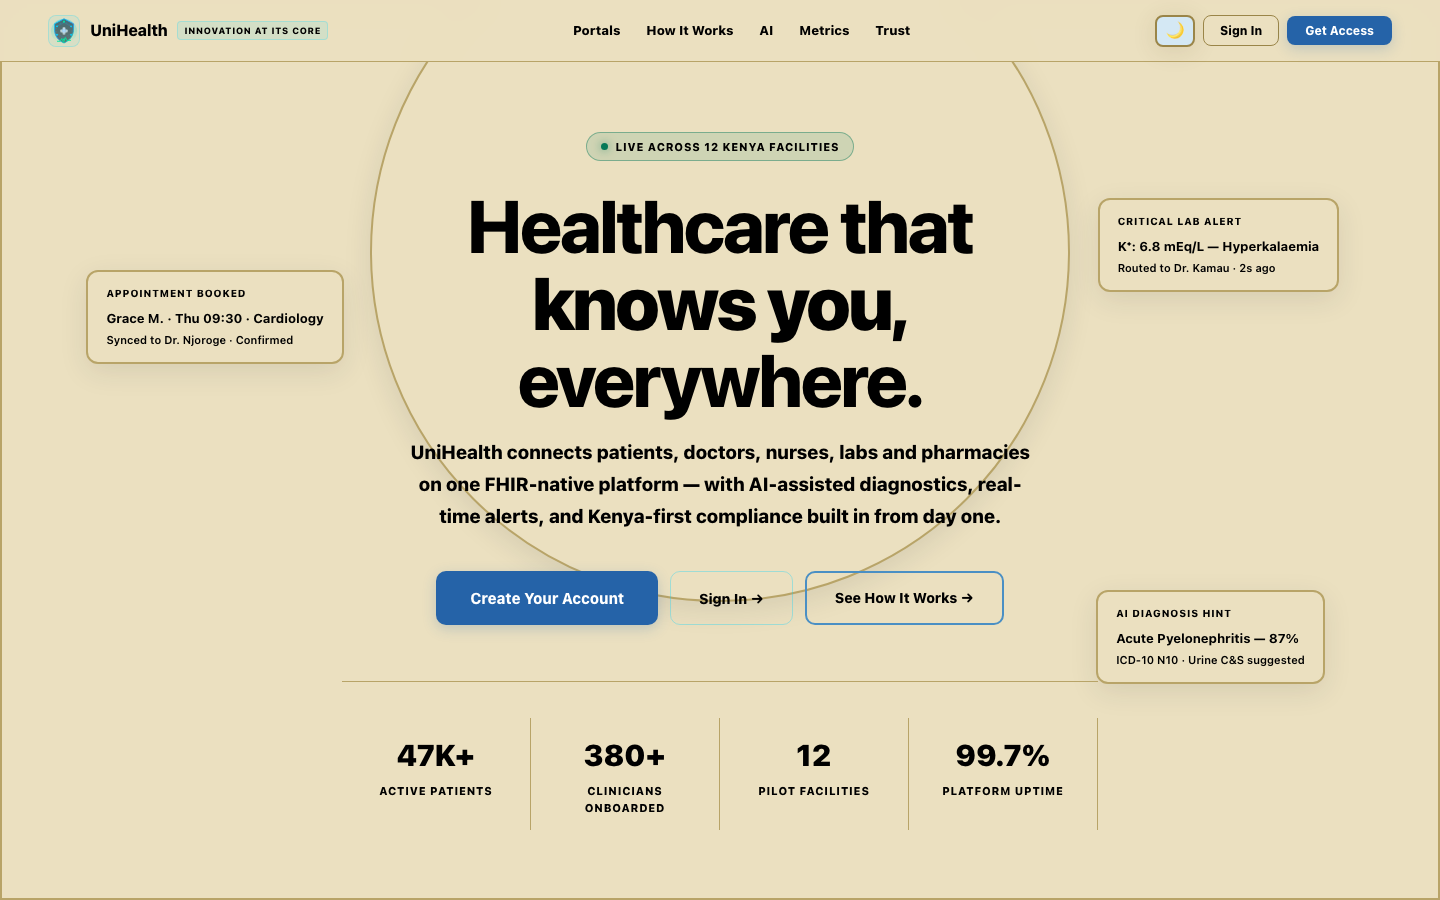 UniHealth
INNOVATION AT ITS CORE
Portals
How It Works
AI
Metrics
Trust
Sign In
Get Access
LIVE ACROSS 12 KENYA FACILITIES
Healthcare that
knows you,
everywhere.
APPOINTMENT BOOKED
Grace M. · Thu 09:30 · Cardiology
Synced to Dr. Njoroge · Confirmed
CRITICAL LAB ALERT
K⁺: 6.8 mEq/L — Hyperkalaemia
Routed to Dr. Kamau · 2s ago
UniHealth connects patients, doctors, nurses, labs and pharmacies
on one FHIR-native platform — with AI-assisted diagnostics, real-
time alerts, and Kenya-first compliance built in from day one.
Create Your Account
Sign In →
See How It Works →
AI DIAGNOSIS HINT
Acute Pyelonephritis — 87%
ICD-10 N10 · Urine C&S suggested
47K+
ACTIVE PATIENTS
380+
CLINICIANS
ONBOARDED
12
PILOT FACILITIES
99.7%
PLATFORM UPTIME